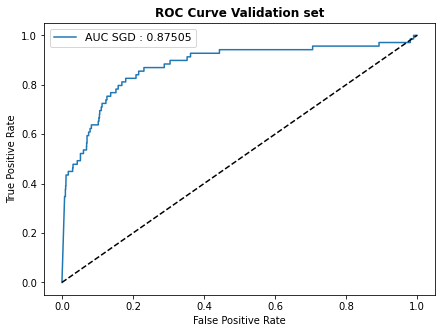 ROC Curve Validation set
AUC SGD : 0.87505
True Positive Rate
1.0
0.8
0.6
0.4
0.2
0.0
0.0 0.2 0.4 0.6 0.8 1.0
False Positive Rate